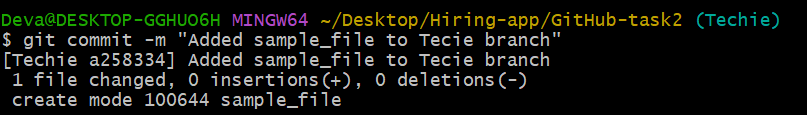 Deva@DESKTOP-GGHUO6H MINGW64 ~/Desktop/Hiring-app/GitHub-task2 (Techie)
$ git commit -m "Added sample_file to Tecie branch"
[Techie a258334] Added sample_file to Tecie branch
 1 file changed, 0 insertions(+), 0 deletions(-)
 create mode 100644 sample_file